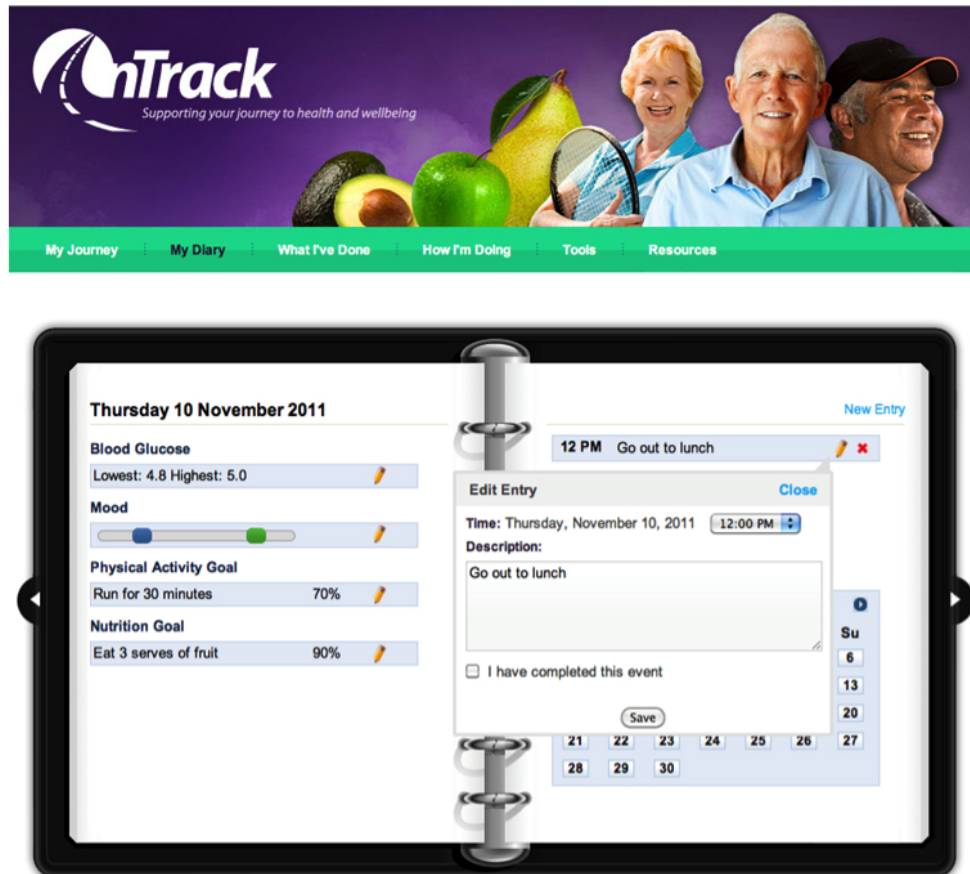 OnTrack
Supporting your journey to health and wellbeing
My Journey My Diary What I've Done How I'm Doing Tools Resources
Thursday 10 November 2011
Blood Glucose
Lowest: 4.8 Highest: 5.0
Mood
Physical Activity Goal
Run for 30 minutes 70%
Nutrition Goal
Eat 3 serves of fruit 90%
New Entry
12 PM Go out to lunch
Edit Entry Close
Time: Thursday, November 10, 2011 12:00 PM
Description:
Go out to lunch
I have completed this event
Save
Su
6
13
20
21 22 23 24 25 26 27
28 29 30